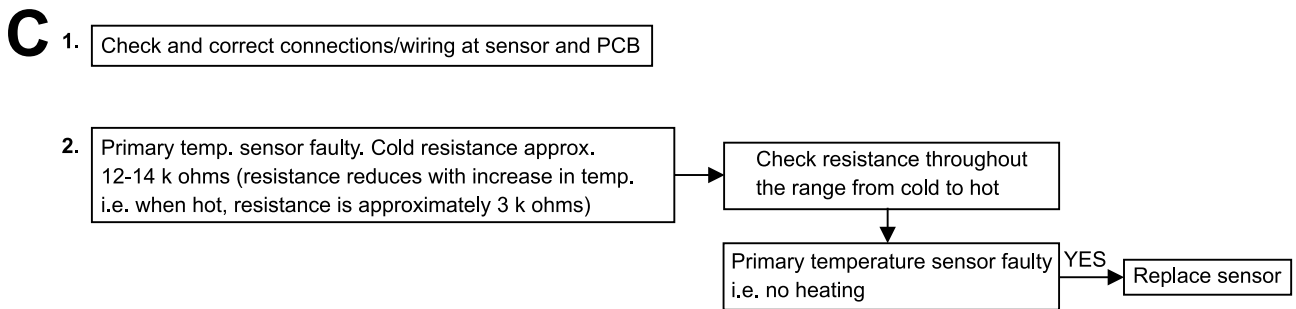 C
1. Check and correct connections/wiring at sensor and PCB
2. Primary temp. sensor faulty. Cold resistance approx.
12-14 k ohms (resistance reduces with increase in temp.
i.e. when hot, resistance is approximately 3 k ohms)
Check resistance throughout
the range from cold to hot
Primary temperature sensor faulty
i.e. no heating
YES
Replace sensor